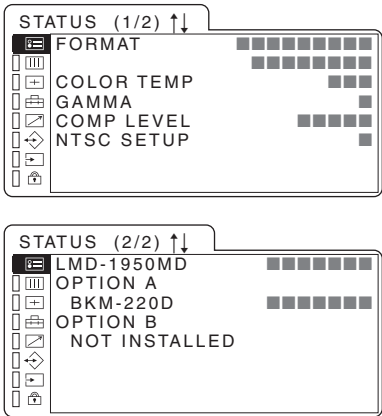 STATUS (1/2) ↑↓
FORMAT ■■■■■■■■■
■■■■■■■■
COLOR TEMP ■■■
GAMMA ■
COMP LEVEL ■■■■■
NTSC SETUP ■
STATUS (2/2) ↑↓
LMD-1950MD ■■■■■■■
OPTION A
BKM-220D ■■■■■■■
OPTION B
NOT INSTALLED